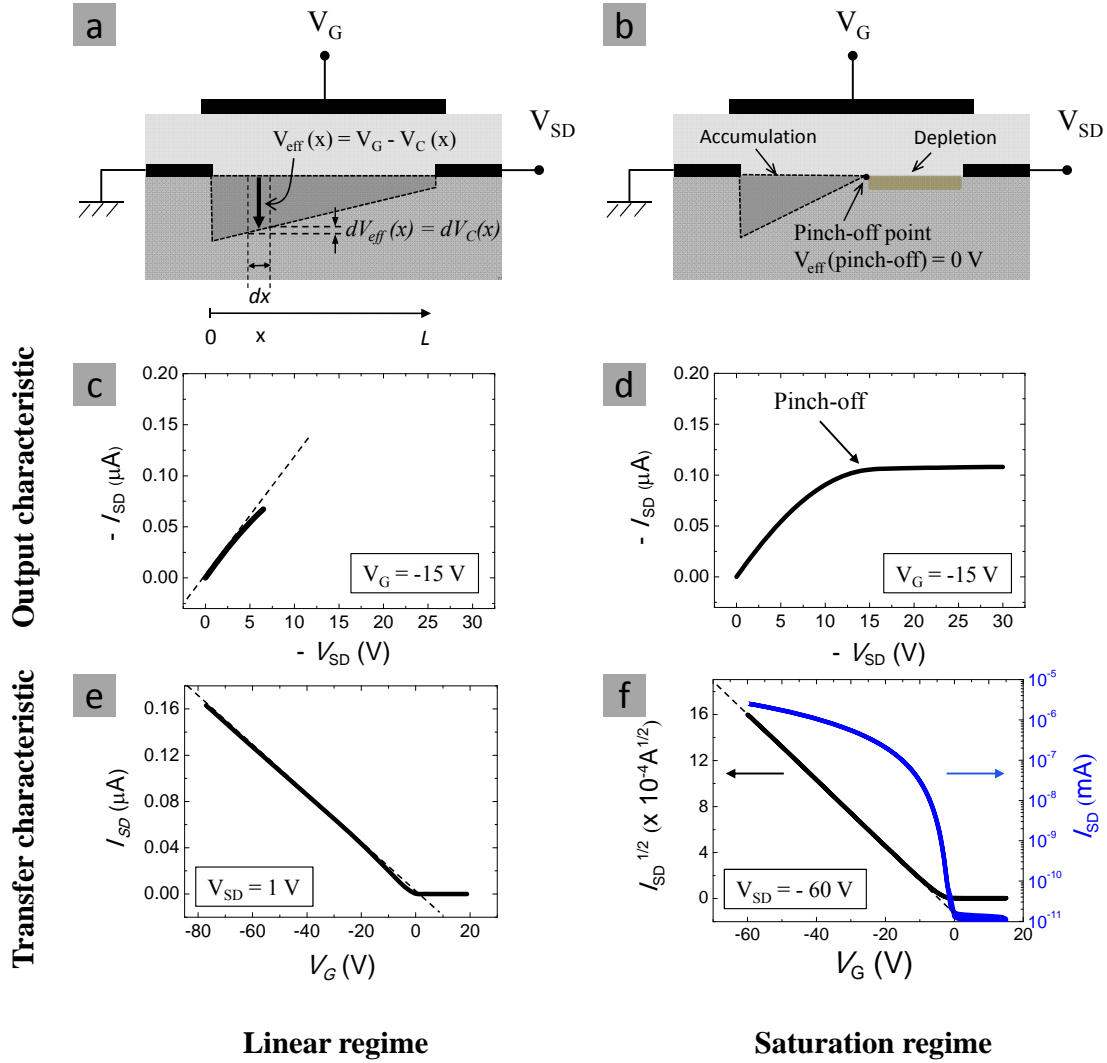 a
V_G
V_SD
V_eff (x) = V_G - V_C (x)
dV_eff(x) = dV_C(x)
dx
0 x L
b
V_G
V_SD
Accumulation
Depletion
Pinch-off point
V_eff (pinch-off) = 0 V
Output characteristic
c
0.20
0.15
0.10
0.05
0.00
- I_SD (μA)
V_G = -15 V
0 5 10 15 20 25 30
- V_SD (V)
d
0.20
0.15
0.10
0.05
0.00
- I_SD (μA)
Pinch-off
V_G = -15 V
0 5 10 15 20 25 30
- V_SD (V)
Transfer characteristic
e
0.16
0.12
0.08
0.04
0.00
I_SD (μA)
V_SD = 1 V
-80 -60 -40 -20 0 20
V_G (V)
f
16
12
8
4
0
I_SD^1/2 (x 10^-4 A^1/2)
V_SD = - 60 V
10^-5
10^-6
10^-7
10^-8
10^-9
10^-10
10^-11
I_SD (mA)
-60 -40 -20 0 20
V_G (V)
Linear regime
Saturation regime